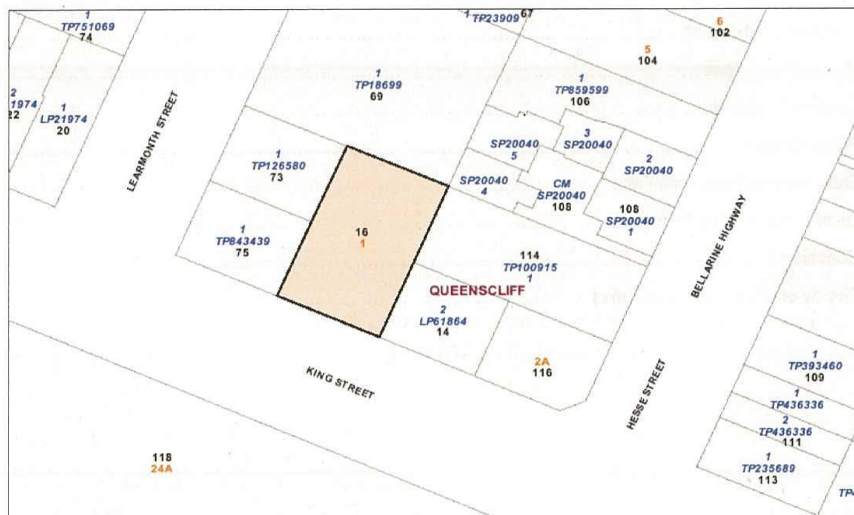 1
TP751069
74
1
TP23909
67
6
102
5
104
1
TP18699
69
1
TP859599
106
2
1974
22
1
LP21974
20
LEARMONTH STREET
1
TP126580
73
SP20040
5
3
SP20040
2
SP20040
SP20040
4
CM
SP20040
108
108
SP20040
1
16
1
1
TP843439
75
114
TP100915
1
BELLARINE HIGHWAY
QUEENSCLIFF
2
LP61864
14
2A
116
KING STREET
HESSE STREET
1
TP393460
109
1
TP436336
2
TP436336
111
1
TP235689
113
118
24A